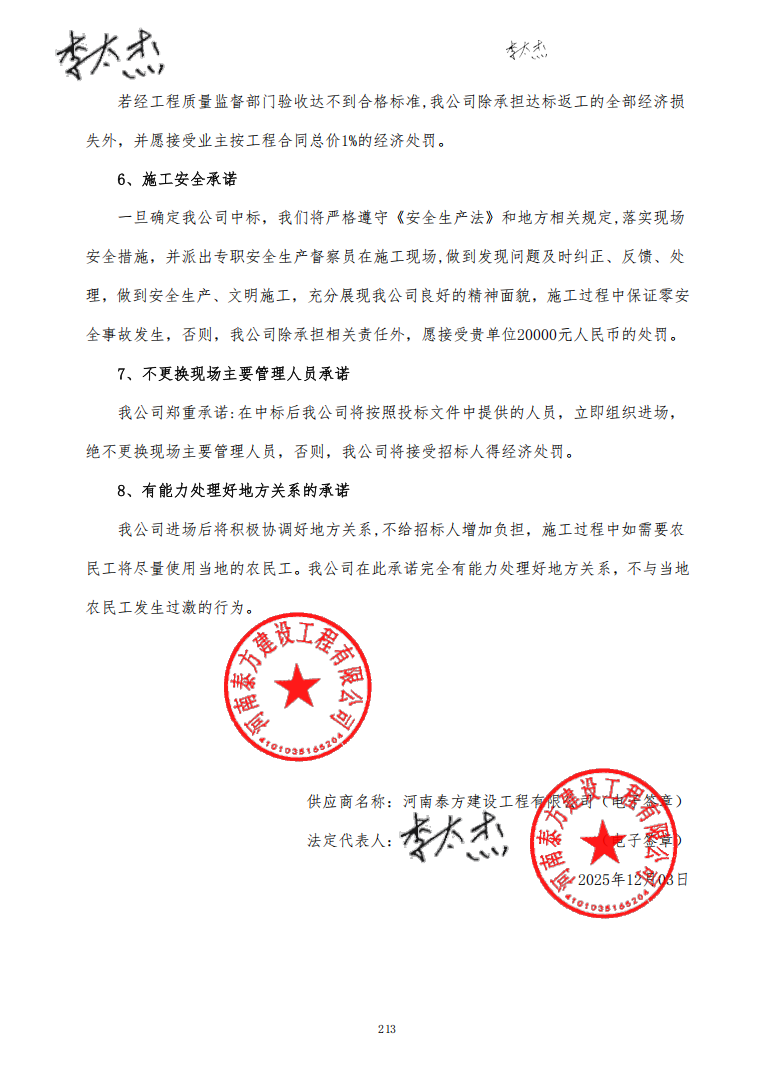 李太杰 李太杰
若经工程质量监督部门验收达不到合格标准,我公司除承担达标返工的全部经济损
失外，并愿接受业主按工程合同总价1%的经济处罚。
6、施工安全承诺
一旦确定我公司中标，我们将严格遵守《安全生产法》和地方相关规定,落实现场
安全措施，并派出专职安全生产督察员在施工现场,做到发现问题及时纠正、反馈、处
理，做到安全生产、文明施工，充分展现我公司良好的精神面貌，施工过程中保证零安
全事故发生，否则，我公司除承担相关责任外，愿接受贵单位20000元人民币的处罚。
7、不更换现场主要管理人员承诺
我公司郑重承诺:在中标后我公司将按照投标文件中提供的人员，立即组织进场，
绝不更换现场主要管理人员，否则，我公司将接受招标人得经济处罚。
8、有能力处理好地方关系的承诺
我公司进场后将积极协调好地方关系,不给招标人增加负担，施工过程中如需要农
民工将尽量使用当地的农民工。我公司在此承诺完全有能力处理好地方关系，不与当地
农民工发生过激的行为。
河南泰方建设工程有限公司
4101035165204
供应商名称：河南泰方建设工程有限公司（电子签章）
法定代表人：李太杰（电子签章）
河南泰方建设工程有限公司
4101035165204
2025年12月03日
213